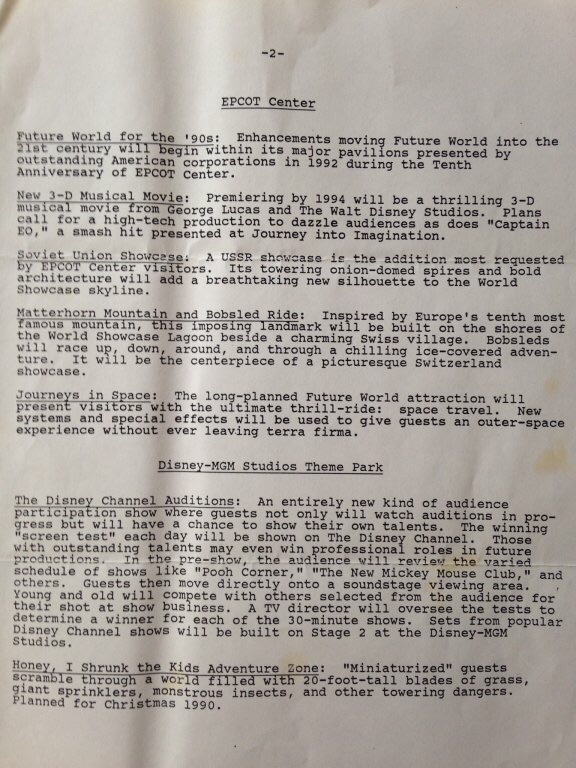 -2-
EPCOT Center
Future World for the '90s: Enhancements moving Future World into the
21st century will begin within its major pavilions presented by
outstanding American corporations in 1992 during the Tenth
Anniversary of EPCOT Center.
New 3-D Musical Movie: Premiering by 1994 will be a thrilling 3-D
musical movie from George Lucas and The Walt Disney Studios. Plans
call for a high-tech production to dazzle audiences as does "Captain
EO," a smash hit presented at Journey into Imagination.
Soviet Union Showcase: A USSR showcase is the addition most requested
by EPCOT Center visitors. Its towering onion-domed spires and bold
architecture will add a breathtaking new silhouette to the World
Showcase skyline.
Matterhorn Mountain and Bobsled Ride: Inspired by Europe's tenth most
famous mountain, this imposing landmark will be built on the shores of
the World Showcase Lagoon beside a charming Swiss village. Bobsleds
will race up, down, around, and through a chilling ice-covered adven-
ture. It will be the centerpiece of a picturesque Switzerland
showcase.
Journeys in Space: The long-planned Future World attraction will
present visitors with the ultimate thrill-ride: space travel. New
systems and special effects will be used to give guests an outer-space
experience without ever leaving terra firma.
Disney-MGM Studios Theme Park
The Disney Channel Auditions: An entirely new kind of audience
participation show where guests not only will watch auditions in pro-
gress but will have a chance to show their own talents. The winning
"screen test" each day will be shown on The Disney Channel. Those
with outstanding talents may even win professional roles in future
productions. In the pre-show, the audience will review the varied
schedule of shows like "Pooh Corner," "The New Mickey Mouse Club," and
others. Guests then move directly onto a soundstage viewing area.
Young and old will compete with others selected from the audience for
their shot at show business. A TV director will oversee the tests to
determine a winner for each of the 30-minute shows. Sets from popular
Disney Channel shows will be built on Stage 2 at the Disney-MGM
Studios.
Honey, I Shrunk the Kids Adventure Zone: "Miniaturized" guests
scramble through a world filled with 20-foot-tall blades of grass,
giant sprinklers, monstrous insects, and other towering dangers.
Planned for Christmas 1990.